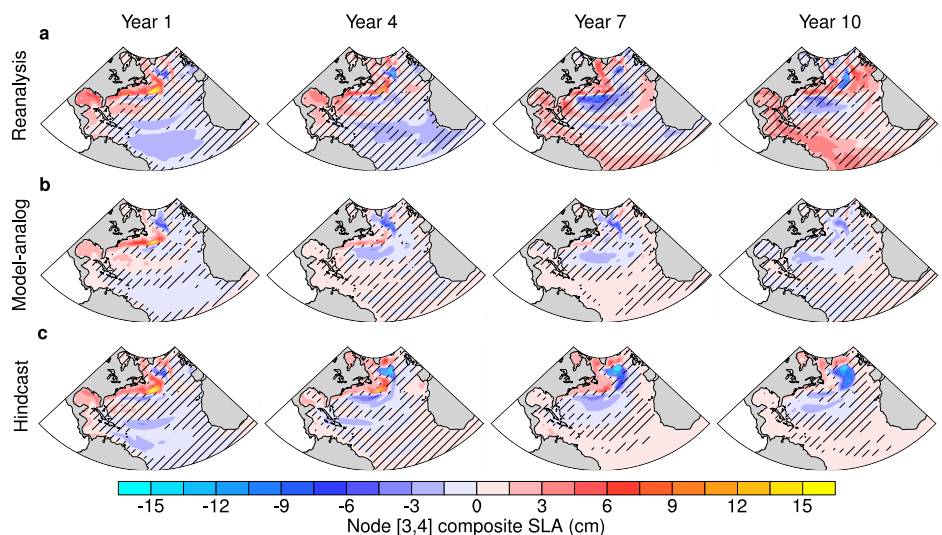 Year 1 Year 4 Year 7 Year 10
a
Reanalysis
b
Model-analog
c
Hindcast
-15 -12 -9 -6 -3 0 3 6 9 12 15
Node [3,4] composite SLA (cm)